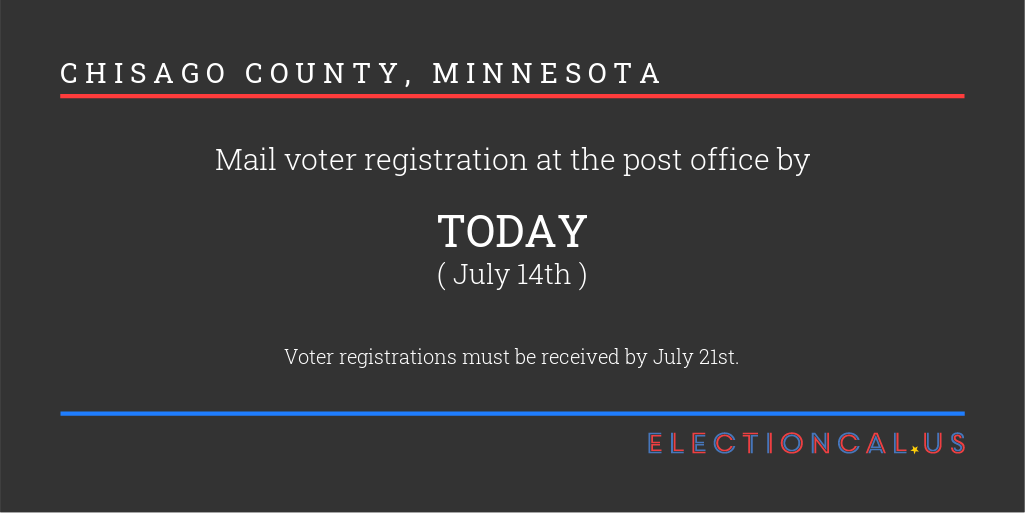 CHISAGO COUNTY, MINNESOTA
Mail voter registration at the post office by
TODAY
( July 14th )
Voter registrations must be received by July 21st.
ELECTIONCAL.US